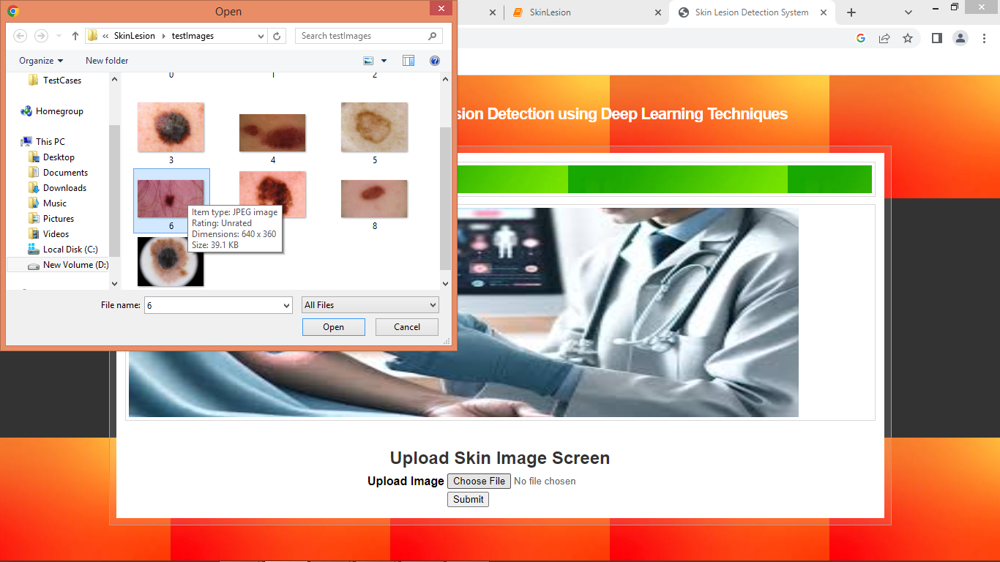 Open
SkinLesion
Skin Lesion Detection System
« SkinLesion testImages
Search testImages
Organize
New folder
TestCases
Homegroup
This PC
Desktop
Documents
Downloads
Music
Pictures
Videos
Local Disk (C:)
New Volume (D:)
0 1 2
3 4 5
6 8
Item type: JPEG image
Rating: Unrated
Dimensions: 640 x 360
Size: 39.1 KB
File name: 6
All Files
Open
Cancel
Detection using Deep Learning Techniques
Upload Skin Image Screen
Upload Image Choose File No file chosen
Submit